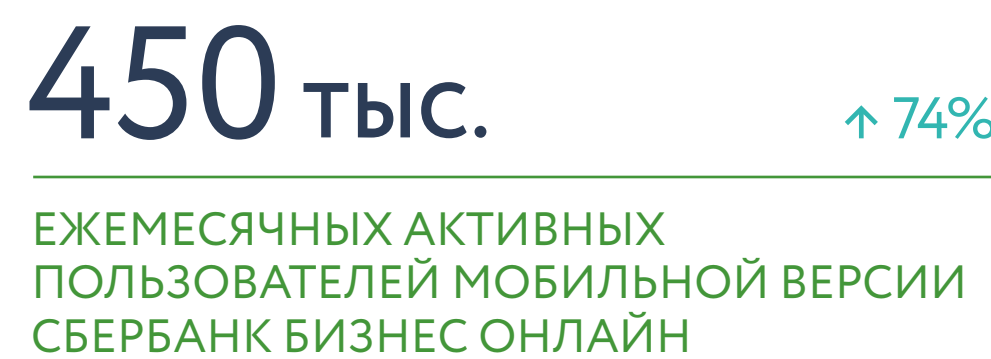 450 тыс. ↑ 74%
ЕЖЕМЕСЯЧНЫХ АКТИВНЫХ
ПОЛЬЗОВАТЕЛЕЙ МОБИЛЬНОЙ ВЕРСИИ
СБЕРБАНК БИЗНЕС ОНЛАЙН